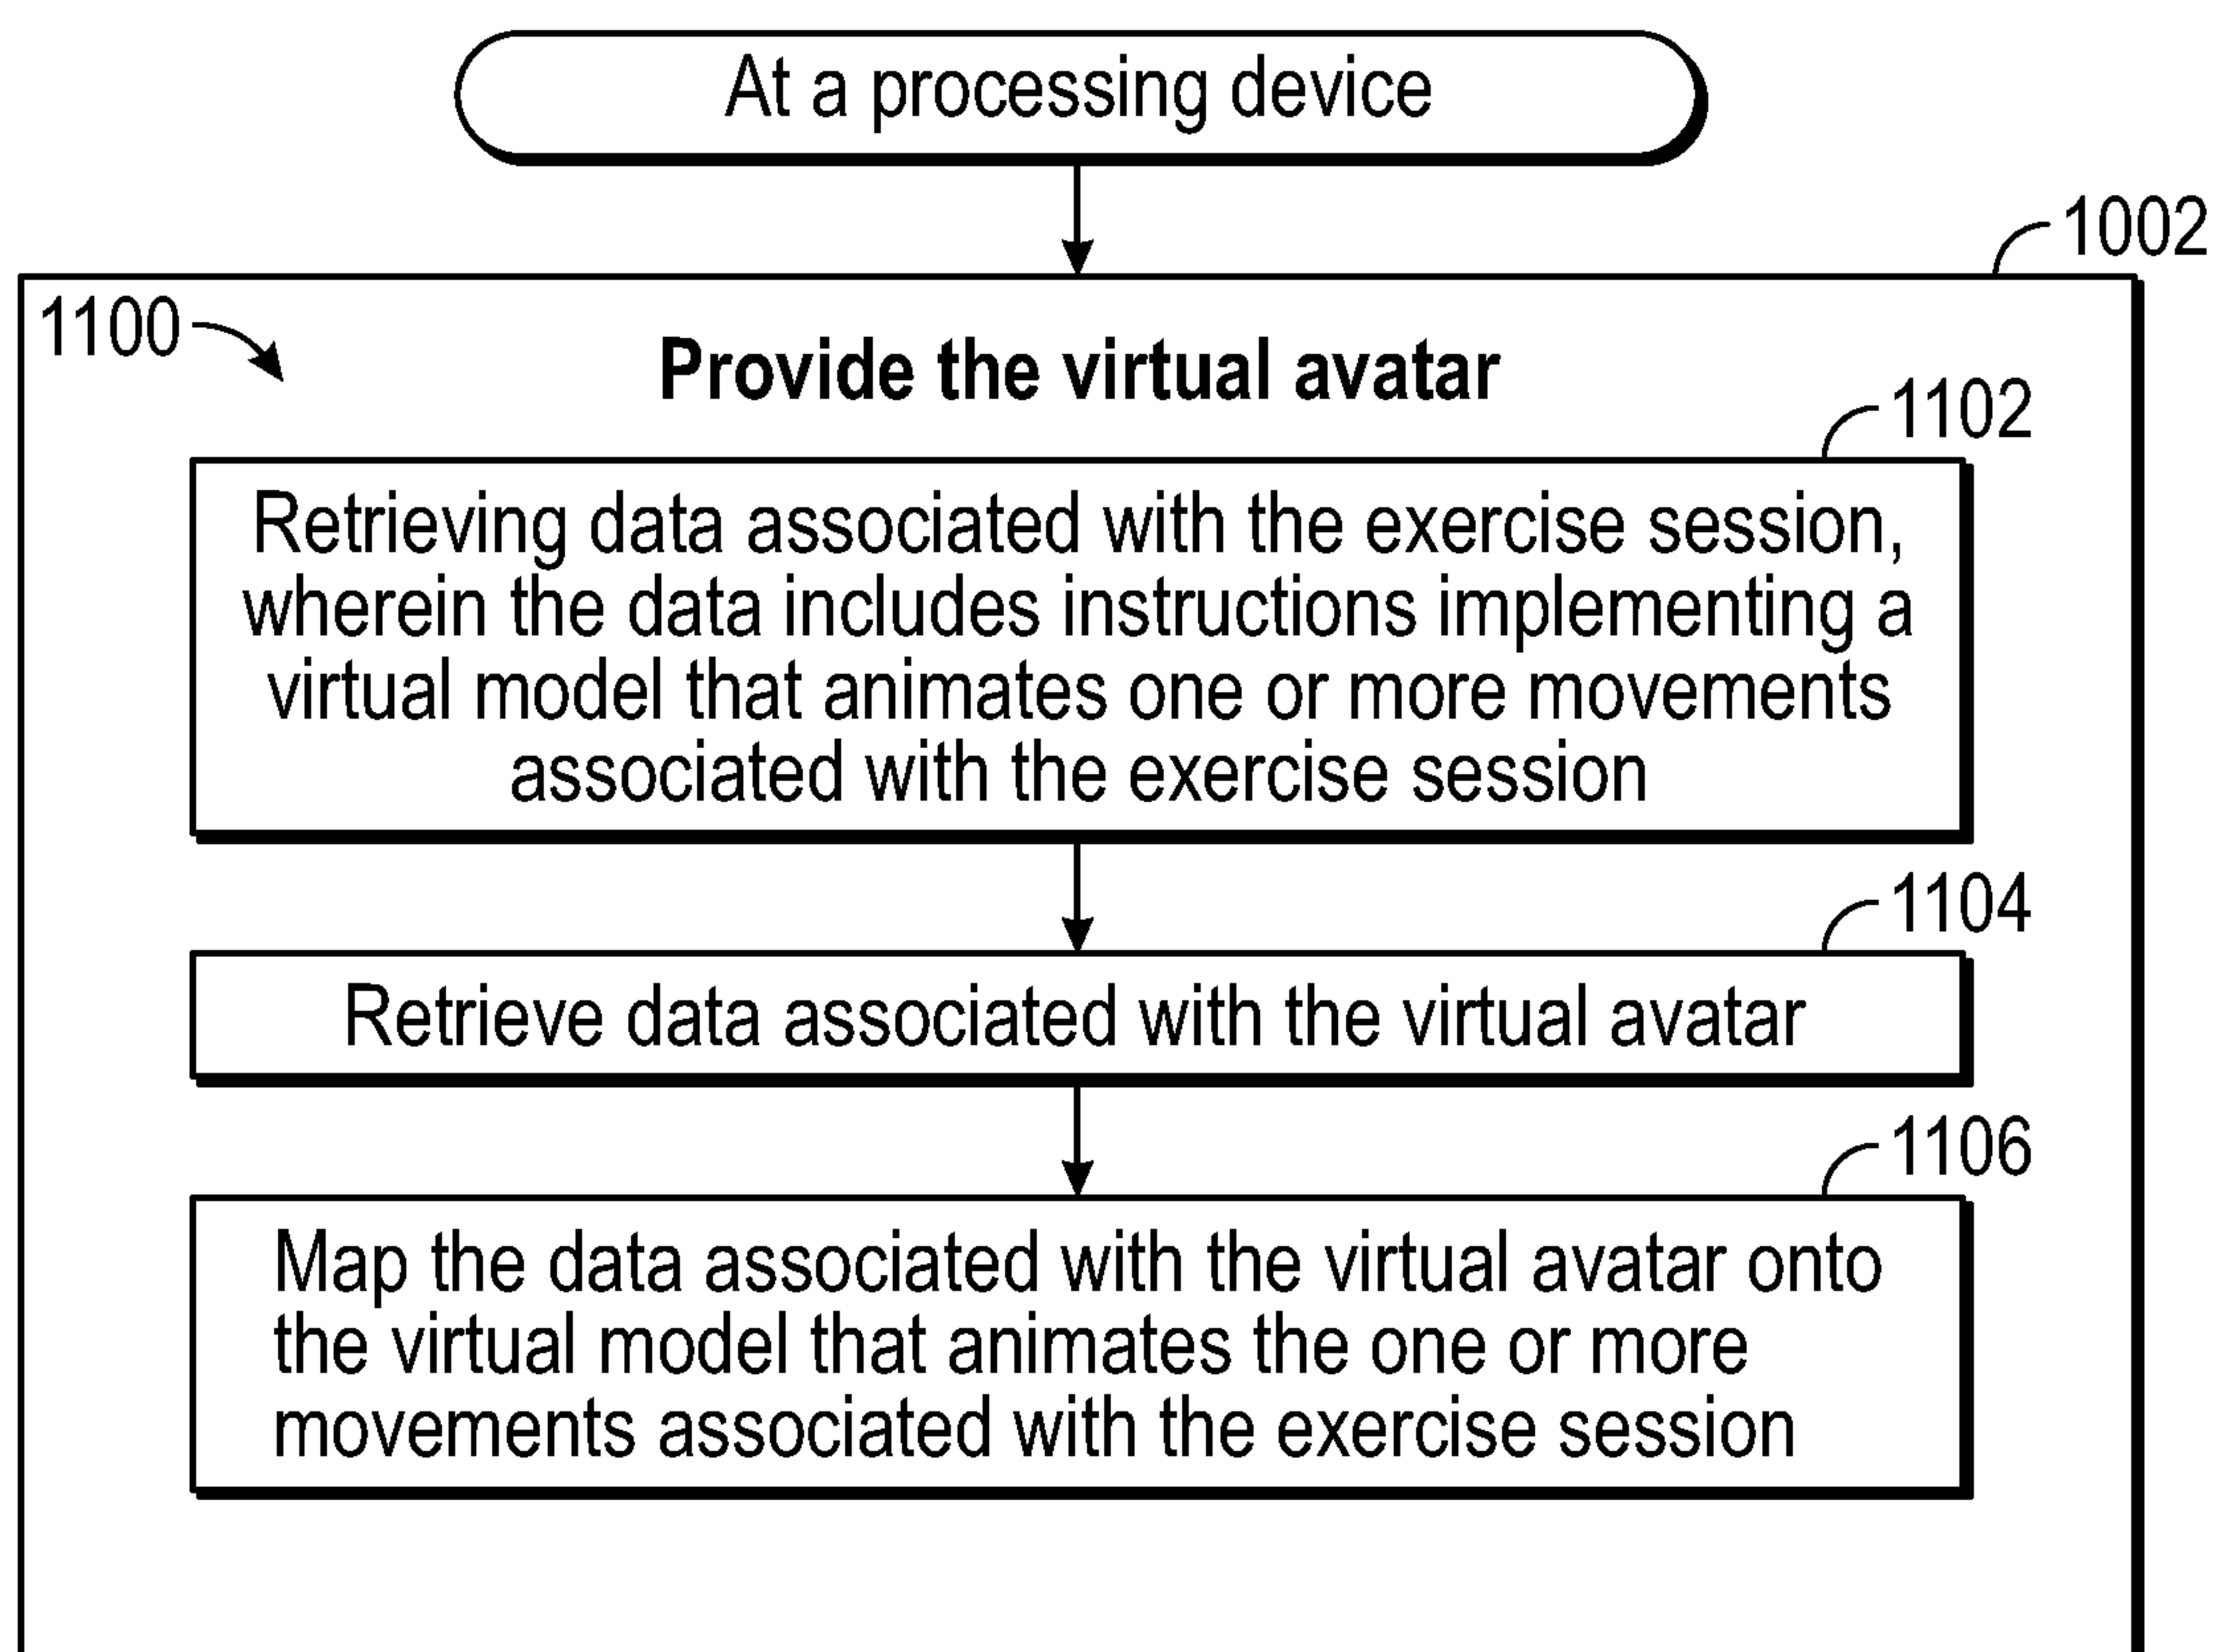 At a processing device
1002
1100
Provide the virtual avatar
1102
Retrieving data associated with the exercise session,
wherein the data includes instructions implementing a
virtual model that animates one or more movements
associated with the exercise session
1104
Retrieve data associated with the virtual avatar
1106
Map the data associated with the virtual avatar onto
the virtual model that animates the one or more
movements associated with the exercise session